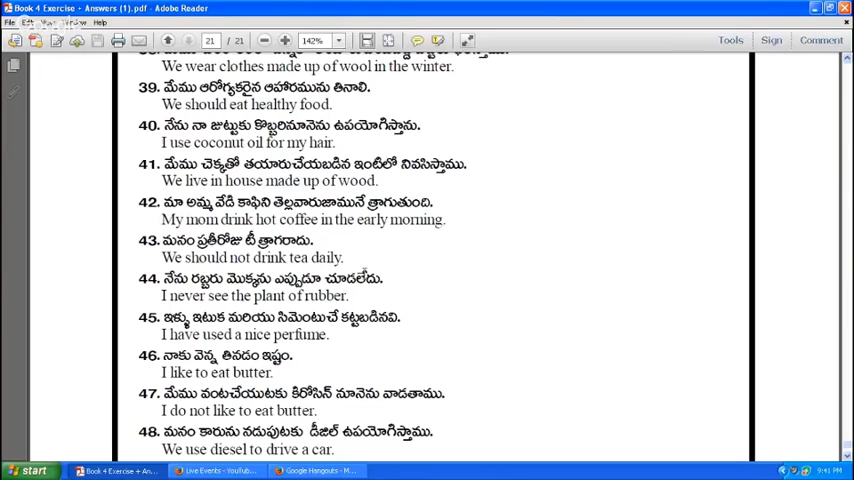 Book 4 Exercise + Answers (1).pdf - Adobe Reader
File Edit Window Help
21 / 21 142% Tools Sign Comment
We wear clothes made up of wool in the winter.
39. మేము ఆరోగ్యకరైన ఆహారమును తినాలి.
We should eat healthy food.
40. నేను నా జుట్టుకు కొబ్బరినూనెను ఉపయోగిస్తాను.
I use coconut oil for my hair.
41. మేము చెక్కతో తయారుచేయబడిన ఇంటిలో నివసిస్తాము.
We live in house made up of wood.
42. మా అమ్మ వేడి కాఫిని తెల్లవారుజామునే త్రాగుతుంది.
My mom drink hot coffee in the early morning.
43. మనం ప్రతీరోజు టీ త్రాగరాదు.
We should not drink tea daily.
44. నేను రబ్బరు మొక్కను ఎప్పుడూ చూడలేదు.
I never see the plant of rubber.
45. ఇళ్ళు ఇటుక మరియు సిమెంటుచే కట్టబడినవి.
I have used a nice perfume.
46. నాకు వెన్న తినడం ఇష్టం.
I like to eat butter.
47. మేము వంటచేయుటకు కిరోసిన్ నూనెను వాడతాము.
I do not like to eat butter.
48. మనం కారును నడుపుటకు డీజిల్ ఉపయోగిస్తాము.
We use diesel to drive a car.
start Book 4 Exercise + An... Live Events - YouTub... Google Hangouts - M... 9:41 PM